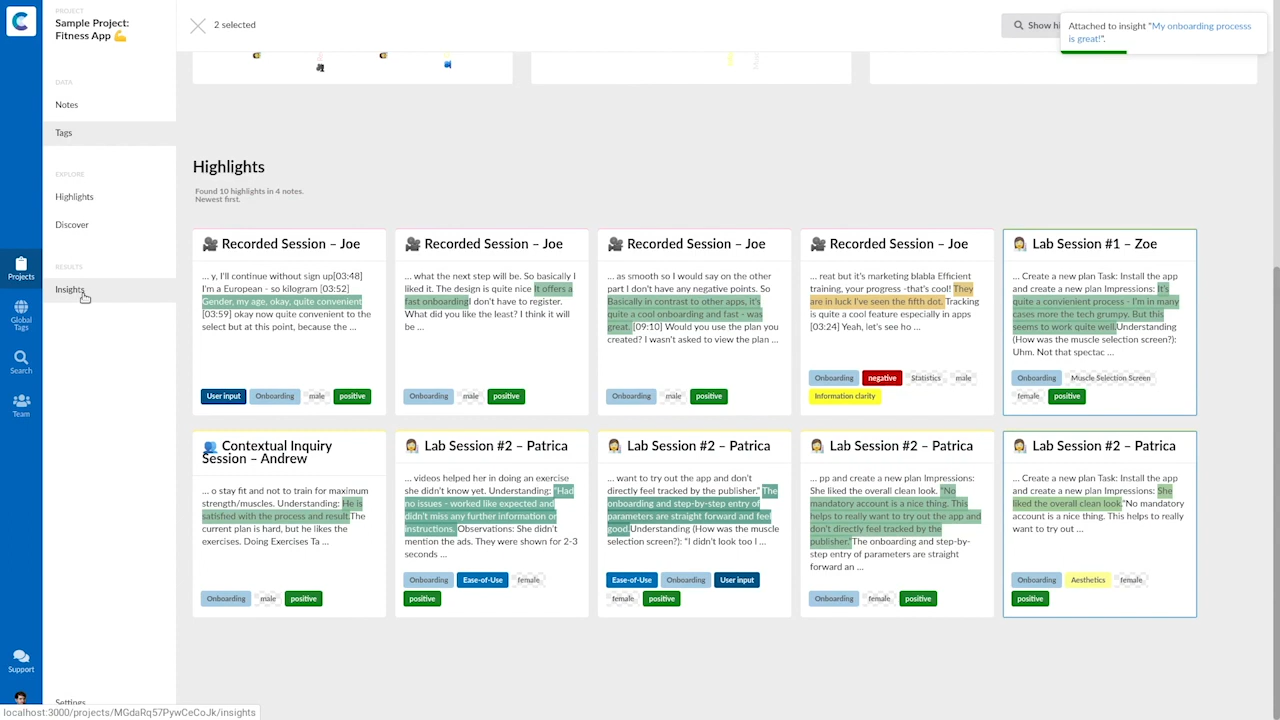 PROJECT
Sample Project:
Fitness App 💪
DATA
Notes
Tags
EXPLORE
Highlights
Discover
RESULTS
Insights
Projects
Global
Tags
Search
Team
Support
Settings
localhost:3000/projects/MGdaRq57PywCeCoJk/insights
2 selected
Show hi
Attached to insight "My onboarding processs
is great!".
Highlights
Found 10 highlights in 4 notes.
Newest first.
🎥 Recorded Session – Joe
... y, I'll continue without sign up[03:48]
I'm a European - so kilogram [03:52]
Gender, my age, okay, quite convenient
[03:59] okay now quite convenient to the
select but at this point, because the ...
User input
Onboarding
male
positive
🎥 Recorded Session – Joe
... what the next step will be. So basically I
liked it. The design is quite nice It offers a
fast onboardingI don't have to register.
What did you like the least? I think it will
be ...
Onboarding
male
positive
🎥 Recorded Session – Joe
... as smooth so I would say on the other
part I don't have any negative points. So
Basically in contrast to other apps, it's
quite a cool onboarding and fast - was
great. [09:10] Would you use the plan you
created? I wasn't asked to view the plan ...
Onboarding
male
positive
🎥 Recorded Session – Joe
... reat but it's marketing blabla Efficient
training, your progress -that's cool! They
are in luck I've seen the fifth dot. Tracking
is quite a cool feature especially in apps
[03:24] Yeah, let's see ho ...
Onboarding
negative
Statistics
male
Information clarity
👩‍🔬 Lab Session #1 – Zoe
... Create a new plan Task: Install the app
and create a new plan Impressions: It's
quite a convienient process - I'm in many
cases more the tech grumpy. But this
seems to work quite well.Understanding
(How was the muscle selection screen?):
Uhm. Not that spectac ...
Onboarding
Muscle Selection Screen
female
positive
👥 Contextual Inquiry
Session – Andrew
... o stay fit and not to train for maximum
strength/muscles. Understanding: He is
satisfied with the process and result.The
current plan is hard, but he likes the
exercises. Doing Exercises Ta ...
Onboarding
male
positive
👩‍🔬 Lab Session #2 – Patrica
... videos helped her in doing an exercise
she didn't know yet. Understanding: "Had
no issues - worked like expected and
didn't miss any further information or
instructions.Observations: She didn't
mention the ads. They were shown for 2-3
seconds ...
Onboarding
Ease-of-Use
female
positive
👩‍🔬 Lab Session #2 – Patrica
... want to try out the app and don't
directly feel tracked by the publisher." The
onboarding and step-by-step entry of
parameters are straight forward and feel
good.Understanding (How was the muscle
selection screen?): "I didn't look too l ...
Ease-of-Use
Onboarding
User input
female
positive
👩‍🔬 Lab Session #2 – Patrica
... pp and create a new plan Impressions:
She liked the overall clean look. "No
mandatory account is a nice thing. This
helps to really want to try out the app and
don't directly feel tracked by the
publisher."The onboarding and step-by-
step entry of parameters are straight
forward an ...
Onboarding
female
positive
👩‍🔬 Lab Session #2 – Patrica
... Create a new plan Task: Install the app
and create a new plan Impressions: She
liked the overall clean look."No mandatory
account is a nice thing. This helps to really
want to try out ...
Onboarding
Aesthetics
female
positive